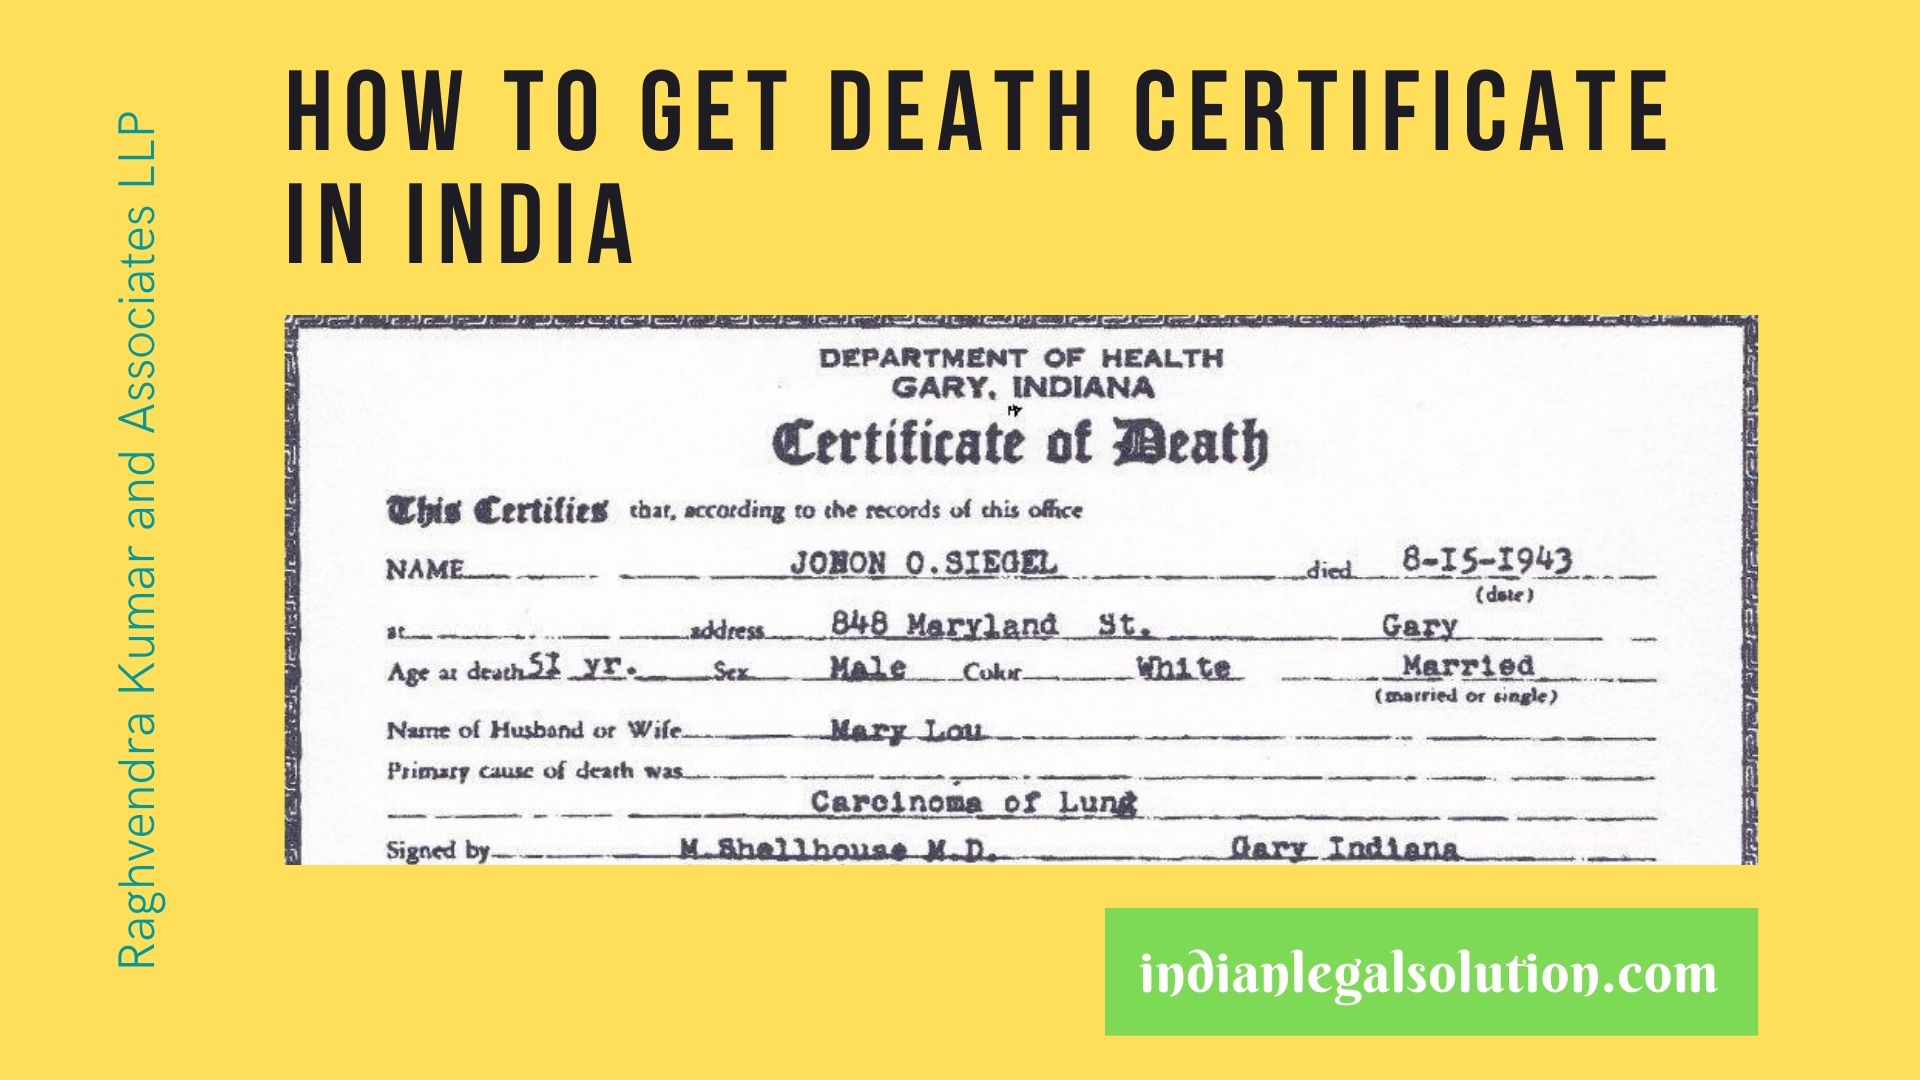 Raghvendra Kumar and Associates LLP
HOW TO GET DEATH CERTIFICATE
IN INDIA
DEPARTMENT OF HEALTH
GARY, INDIANA
Certificate of Death
This Certifies that, according to the records of this office
NAME JOHON O.SIEGEL died 8-I5-I943
(date)
at address 848 Maryland St. Gary
Age at death 5I yr. Sex Male Color White Married
(married or single)
Name of Husband or Wife Mary Lou
Primary cause of death was
Carcinoma of Lung
Signed by M.Shellhouse M.D. Gary Indiana
indianlegalsolution.com